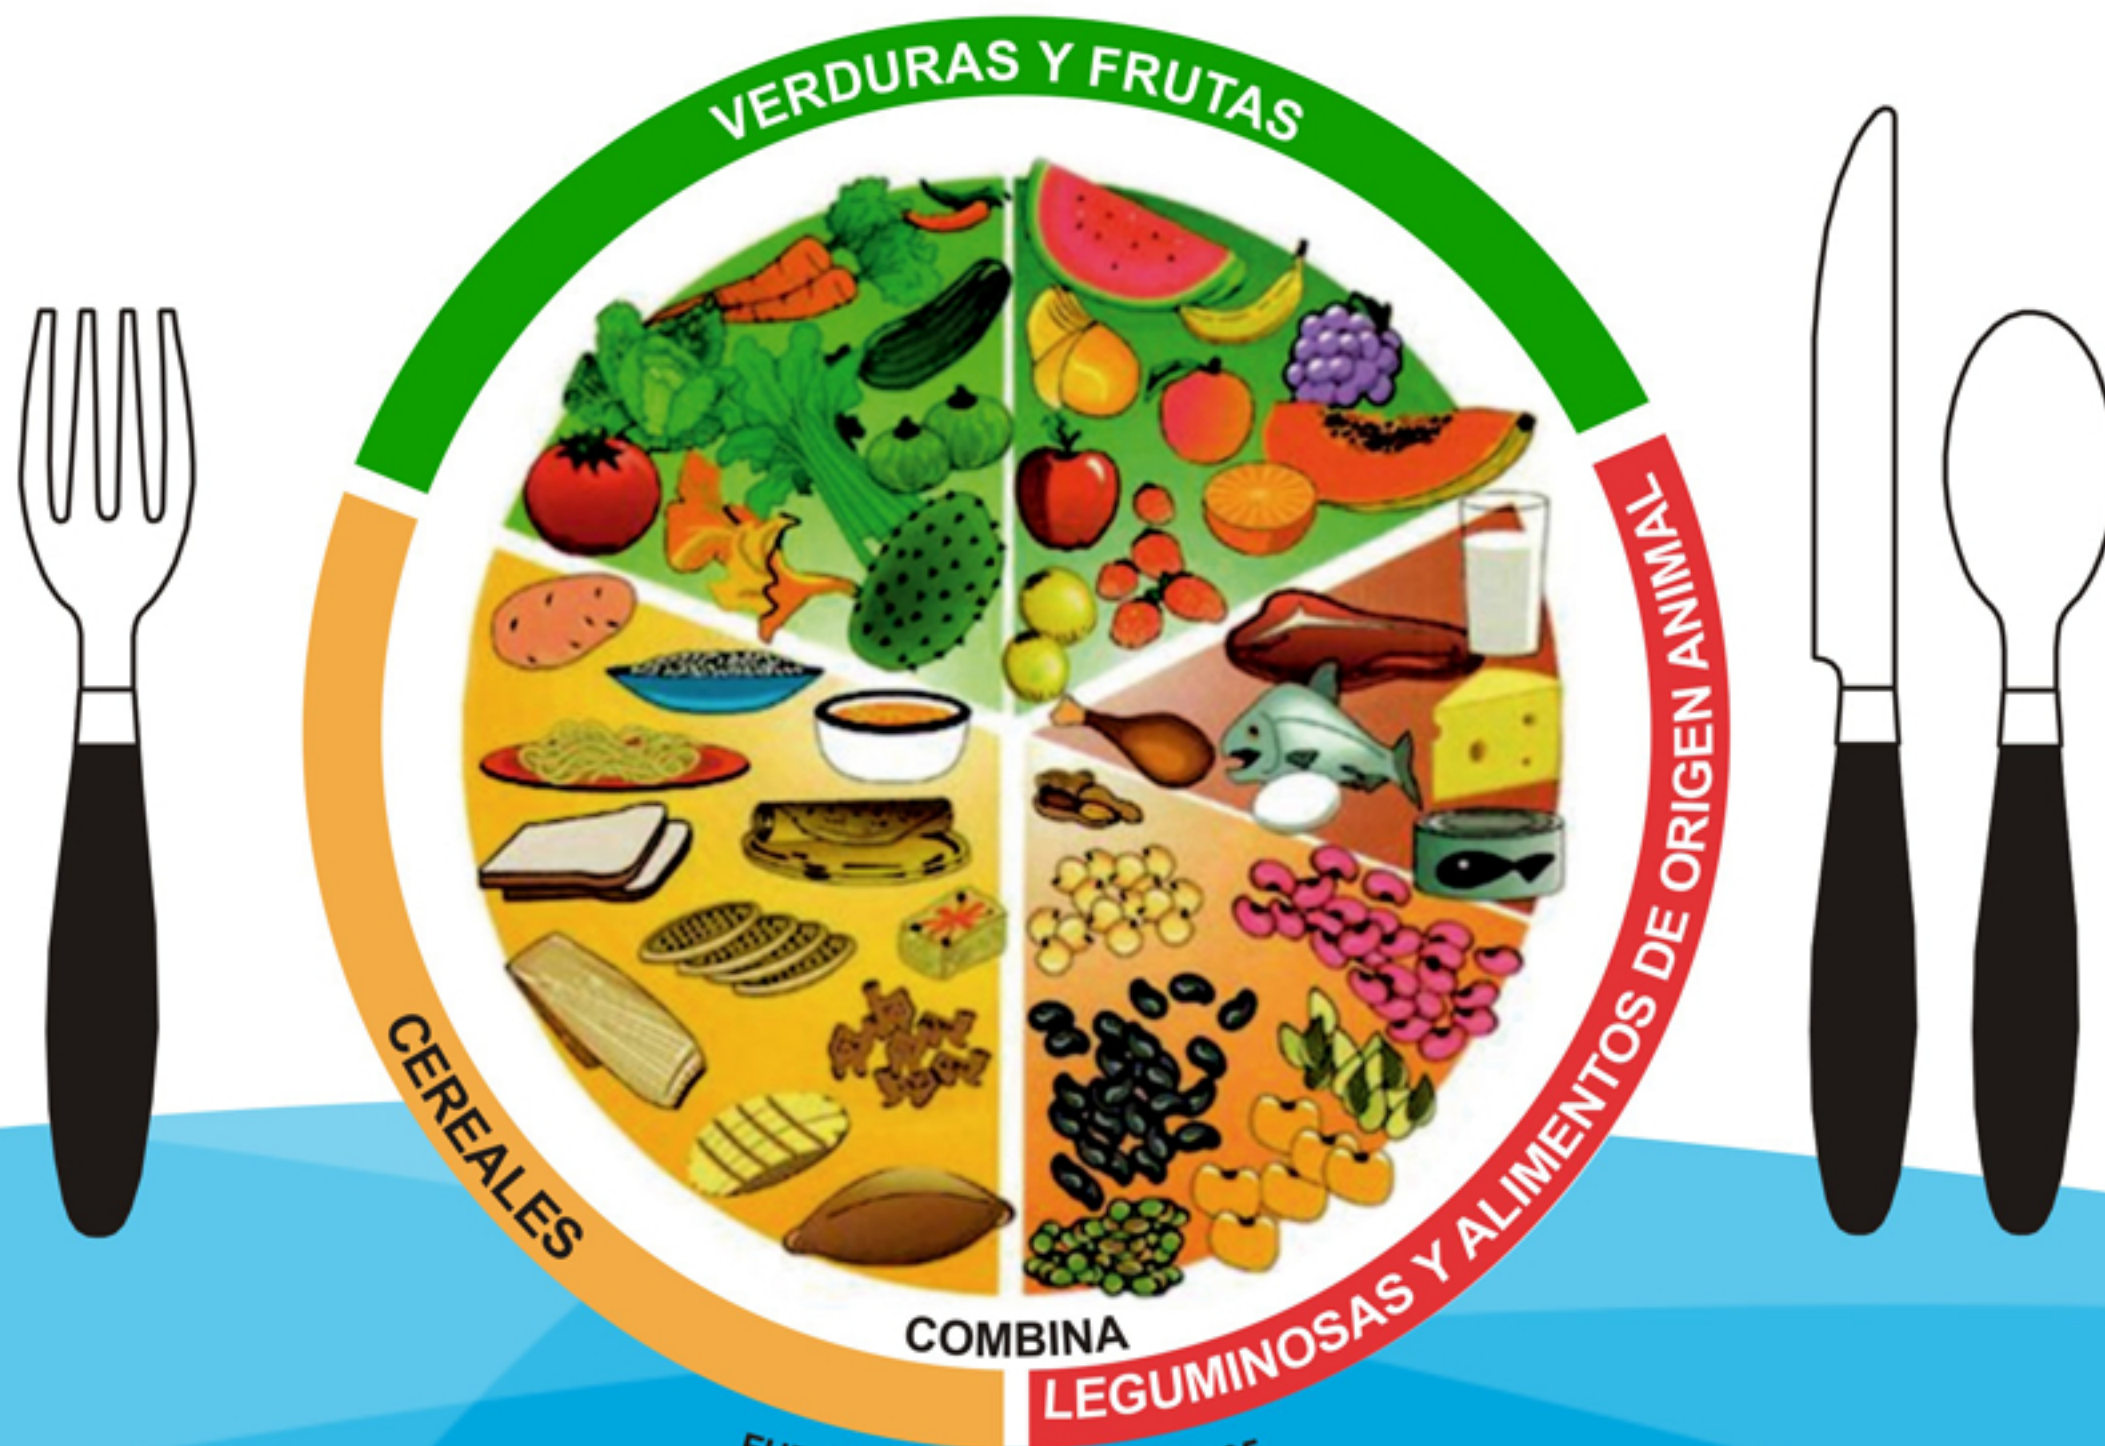 VERDURAS Y FRUTAS
LEGUMINOSAS Y ALIMENTOS DE ORIGEN ANIMAL
CEREALES
COMBINA